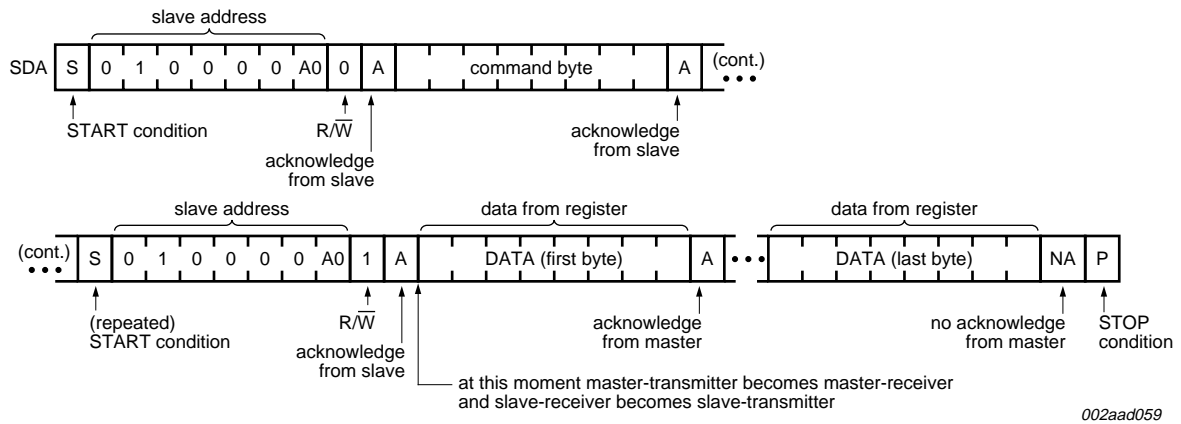 slave address
SDA S 0 1 0 0 0 0 A0 0 A command byte A (cont.)
START condition R/W̅ acknowledge from slave acknowledge from slave
slave address data from register data from register
(cont.) S 0 1 0 0 0 0 A0 1 A DATA (first byte) A DATA (last byte) NA P
(repeated) START condition R/W̅ acknowledge from slave acknowledge from master no acknowledge from master STOP condition
at this moment master-transmitter becomes master-receiver
and slave-receiver becomes slave-transmitter
002aad059